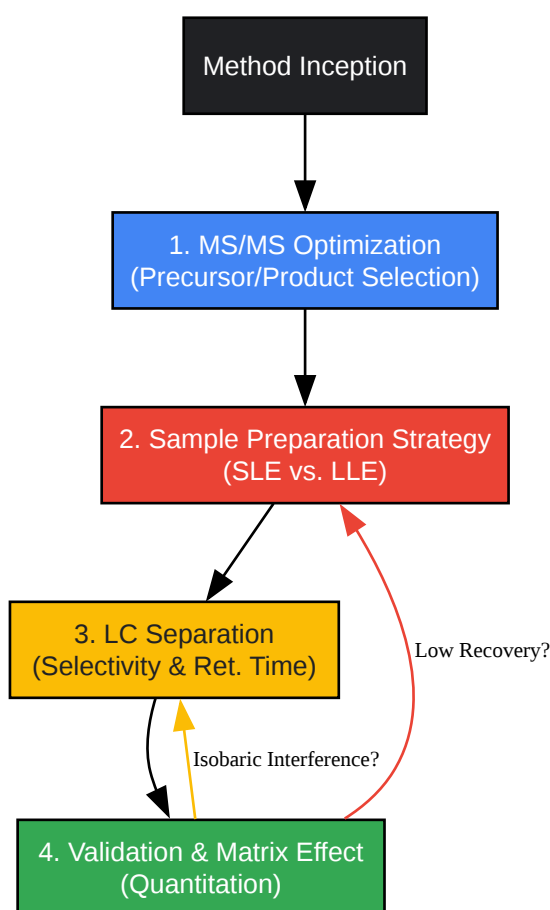 Method Inception
1. MS/MS Optimization
(Precursor/Product Selection)
2. Sample Preparation Strategy
(SLE vs. LLE)
3. LC Separation
(Selectivity & Ret. Time)
Low Recovery?
Isobaric Interference?
4. Validation & Matrix Effect
(Quantitation)